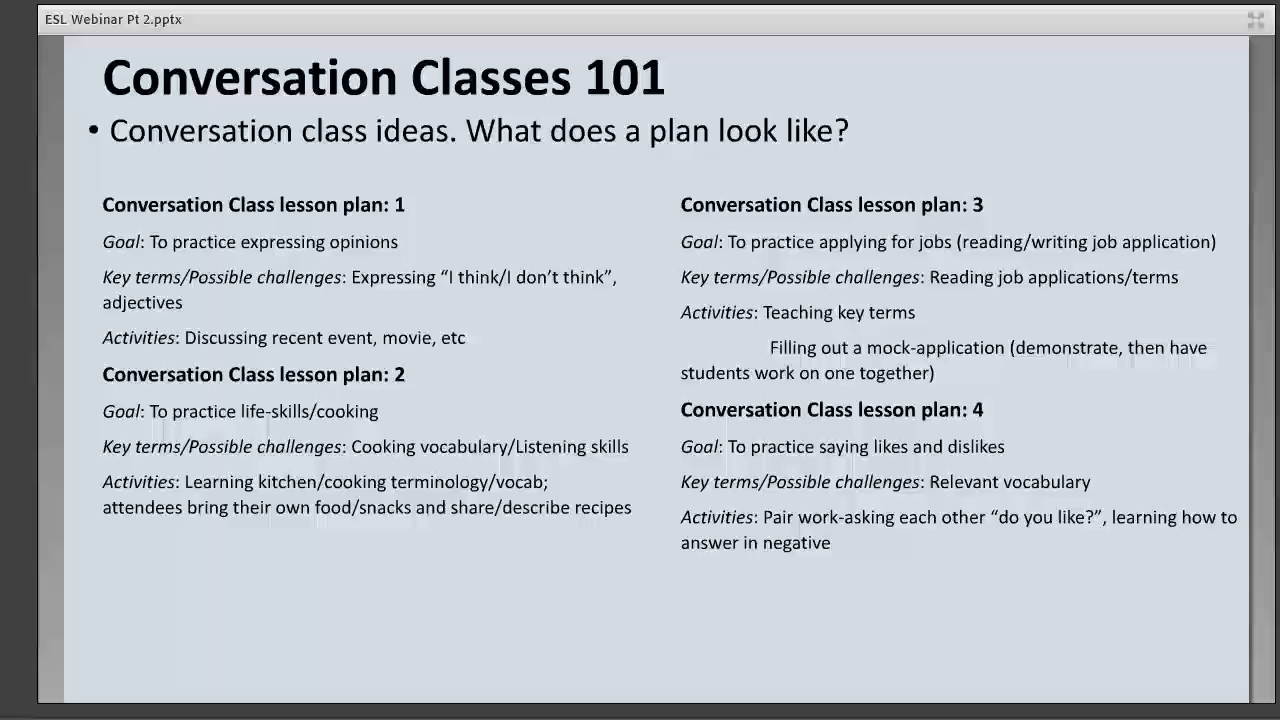 ESL Webinar Pt 2.pptx
Conversation Classes 101
• Conversation class ideas. What does a plan look like?
Conversation Class lesson plan: 1
Goal: To practice expressing opinions
Key terms/Possible challenges: Expressing “I think/I don’t think”,
adjectives
Activities: Discussing recent event, movie, etc
Conversation Class lesson plan: 2
Goal: To practice life-skills/cooking
Key terms/Possible challenges: Cooking vocabulary/Listening skills
Activities: Learning kitchen/cooking terminology/vocab;
attendees bring their own food/snacks and share/describe recipes
Conversation Class lesson plan: 3
Goal: To practice applying for jobs (reading/writing job application)
Key terms/Possible challenges: Reading job applications/terms
Activities: Teaching key terms
Filling out a mock-application (demonstrate, then have
students work on one together)
Conversation Class lesson plan: 4
Goal: To practice saying likes and dislikes
Key terms/Possible challenges: Relevant vocabulary
Activities: Pair work-asking each other “do you like?”, learning how to
answer in negative